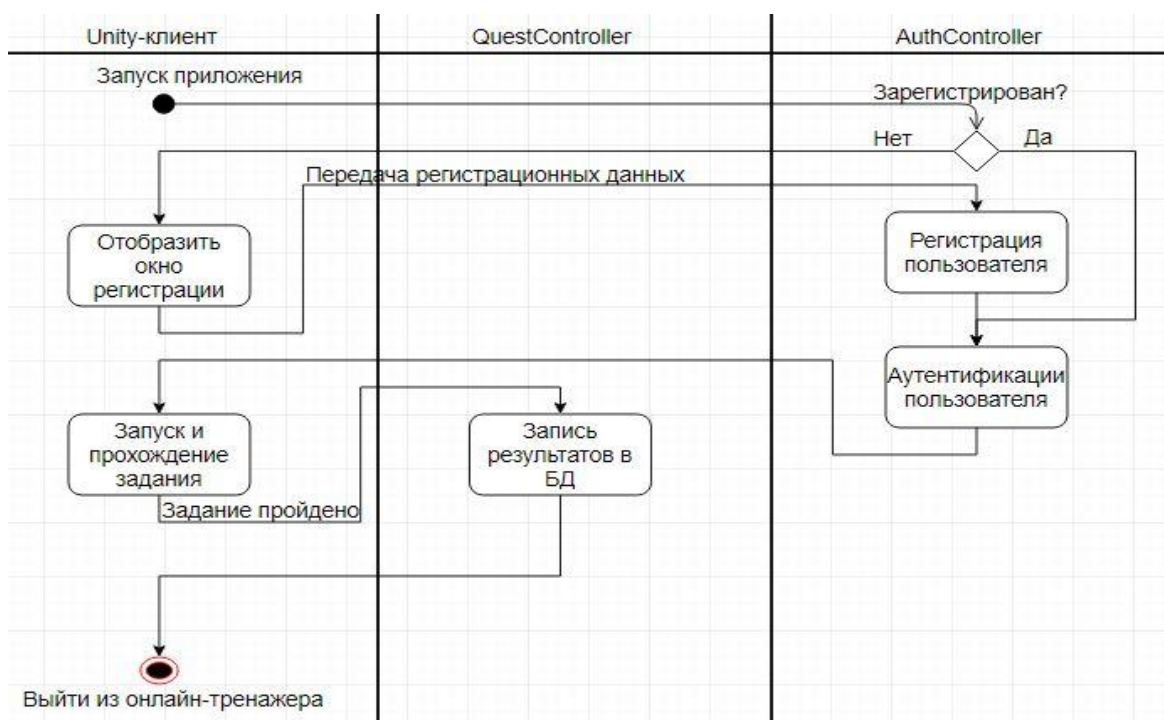 Unity-клиент
QuestController
AuthController
Запуск приложения
Зарегистрирован?
Нет
Да
Передача регистрационных данных
Отобразить
окно
регистрации
Регистрация
пользователя
Аутентификации
пользователя
Запуск и
прохождение
задания
Запись
результатов в
БД
Задание пройдено
Выйти из онлайн-тренажера